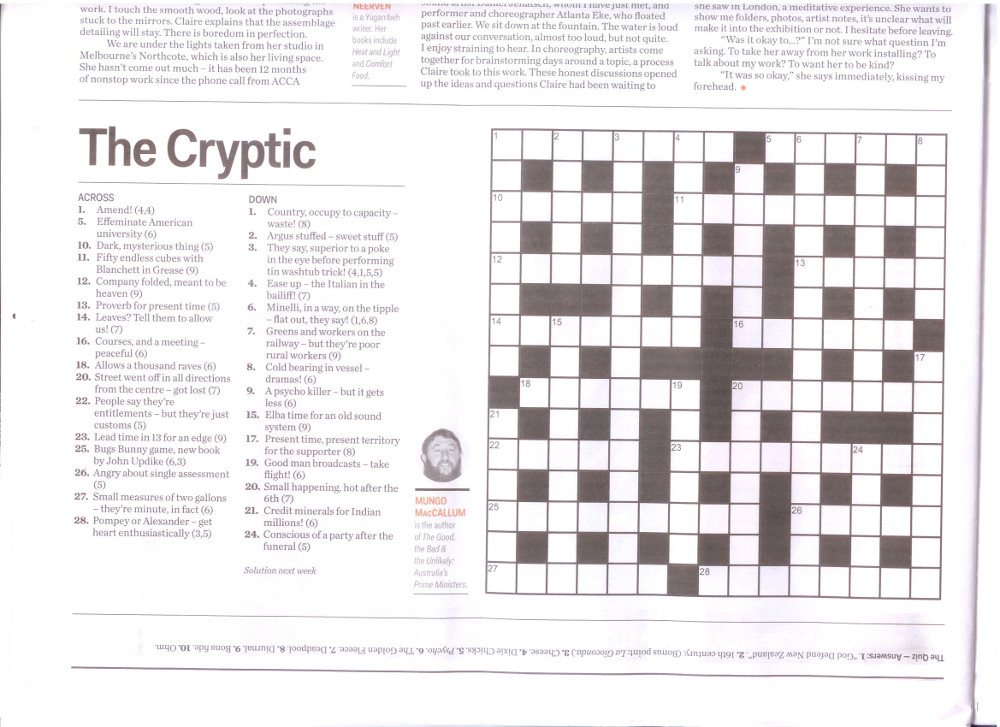 work. I touch the smooth wood, look at the photographs
stuck to the mirrors. Claire explains that the assemblage
detailing will stay. There is boredom in perfection.
We are under the lights taken from her studio in
Melbourne's Northcote, which is also her living space.
She hasn't come out much – it has been 12 months
of nonstop work since the phone call from ACCA
NEERVEN
is a Yugambeh
writer. Her
books include
Heat and Light
and Comfort
Food.
performer and choreographer Atlanta Eke, who floated
past earlier. We sit down at the fountain. The water is loud
against our conversation, almost too loud, but not quite.
I enjoy straining to hear. In choreography, artists come
together for brainstorming days around a topic, a process
Claire took to this work. These honest discussions opened
up the ideas and questions Claire had been waiting to
she saw in London, a meditative experience. She wants to
show me folders, photos, artist notes, it's unclear what will
make it into the exhibition or not. I hesitate before leaving.
"Was it okay to...?" I'm not sure what question I'm
asking. To take her away from her work installing? To
talk about my work? To want her to be kind?
"It was so okay," she says immediately, kissing my
forehead.
The Cryptic
ACROSS
1. Amend! (4,4)
5. Effeminate American
university (6)
10. Dark, mysterious thing (5)
11. Fifty endless cubes with
Blanchett in Grease (9)
12. Company folded, meant to be
heaven (9)
13. Proverb for present time (5)
14. Leaves? Tell them to allow
us! (7)
16. Courses, and a meeting –
peaceful (6)
18. Allows a thousand raves (6)
20. Street went off in all directions
from the centre – got lost (7)
22. People say they're
entitlements – but they're just
customs (5)
23. Lead time in 13 for an edge (9)
25. Bugs Bunny game, new book
by John Updike (6,3)
26. Angry about single assessment
(5)
27. Small measures of two gallons
– they're minute, in fact (6)
28. Pompey or Alexander – get
heart enthusiastically (3,5)
DOWN
1. Country, occupy to capacity –
waste! (8)
2. Argus stuffed – sweet stuff (5)
3. They say, superior to a poke
in the eye before performing
tin washtub trick! (4,1,5,5)
4. Ease up – the Italian in the
bailiff! (7)
6. Minelli, in a way, on the tipple
– flat out, they say! (1,6.8)
7. Greens and workers on the
railway – but they're poor
rural workers (9)
8. Cold bearing in vessel –
dramas! (6)
9. A psycho killer – but it gets
less (6)
15. Elba time for an old sound
system (9)
17. Present time, present territory
for the supporter (8)
19. Good man broadcasts – take
flight! (6)
20. Small happening, hot after the
6th (7)
21. Credit minerals for Indian
millions! (6)
24. Conscious of a party after the
funeral (5)
Solution next week
MUNGO
MACCALLUM
is the author
of The Good,
the Bad &
the Unlikely:
Australia's
Prime Ministers.
1 2 3 4 5 6 7 8
9
10 11
12 13
14 15 16
17
18 19 20
21
22 23 24
25 26
27 28
The Quiz – Answers: 1. "God Defend New Zealand". 2. 16th century. (Bonus point: La Gioconda.) 3. Cheese. 4. Dixie Chicks. 5. Psycho. 6. The Golden Fleece. 7. Deadpool. 8. Diurnal. 9. Bona fide. 10. Ohm.